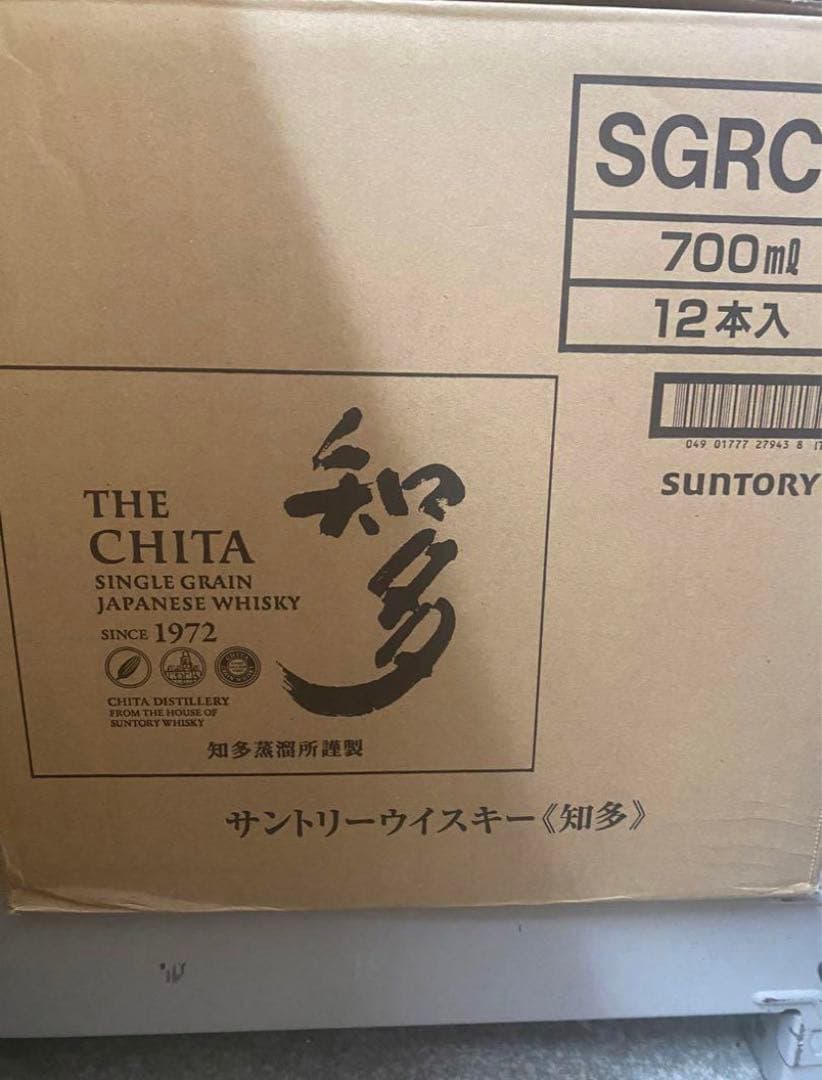 SGRC
700mℓ
12本入
049 01777 27943 8
SUNTORY
THE
CHITA
SINGLE GRAIN
JAPANESE WHISKY
SINCE 1972
知多
CHITA DISTILLERY
FROM THE HOUSE OF
SUNTORY WHISKY
知多蒸溜所謹製
サントリーウイスキー《知多》